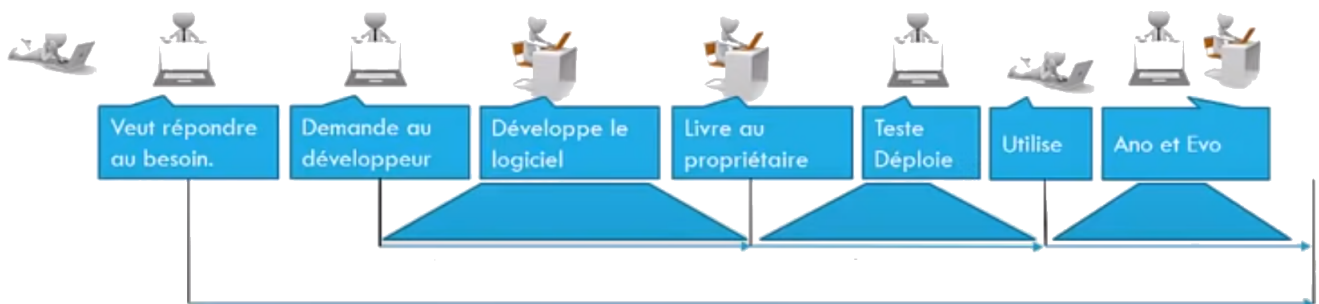 Veut répondre
au besoin.
Demande au
développeur
Développe le
logiciel
Livre au
propriétaire
Teste
Déploie
Utilise
Ano et Evo